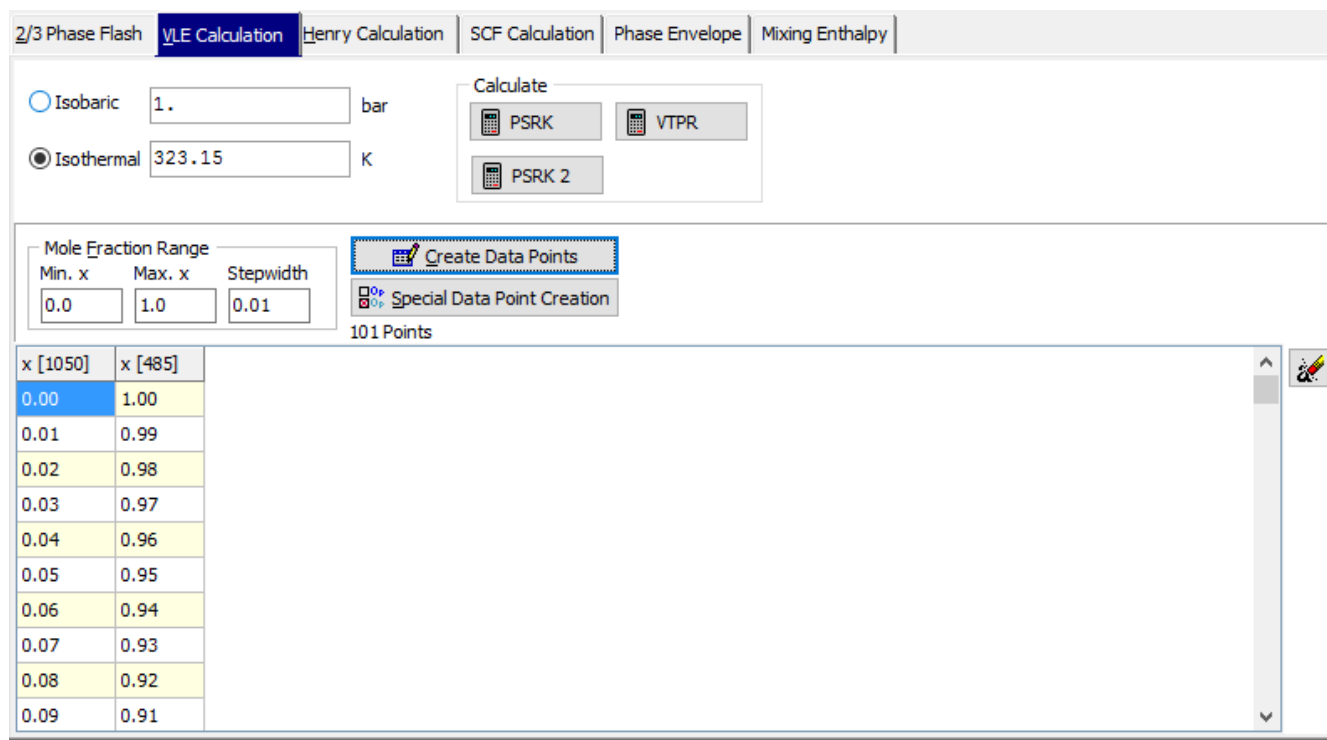 2/3 Phase Flash VLE Calculation Henry Calculation SCF Calculation Phase Envelope Mixing Enthalpy
Isobaric 1. bar
Isothermal 323.15 K
Calculate
PSRK VTPR
PSRK 2
Mole Fraction Range
Min. x Max. x Stepwidth
0.0 1.0 0.01
Create Data Points
Special Data Point Creation
101 Points
x [1050] x [485]
0.00 1.00
0.01 0.99
0.02 0.98
0.03 0.97
0.04 0.96
0.05 0.95
0.06 0.94
0.07 0.93
0.08 0.92
0.09 0.91